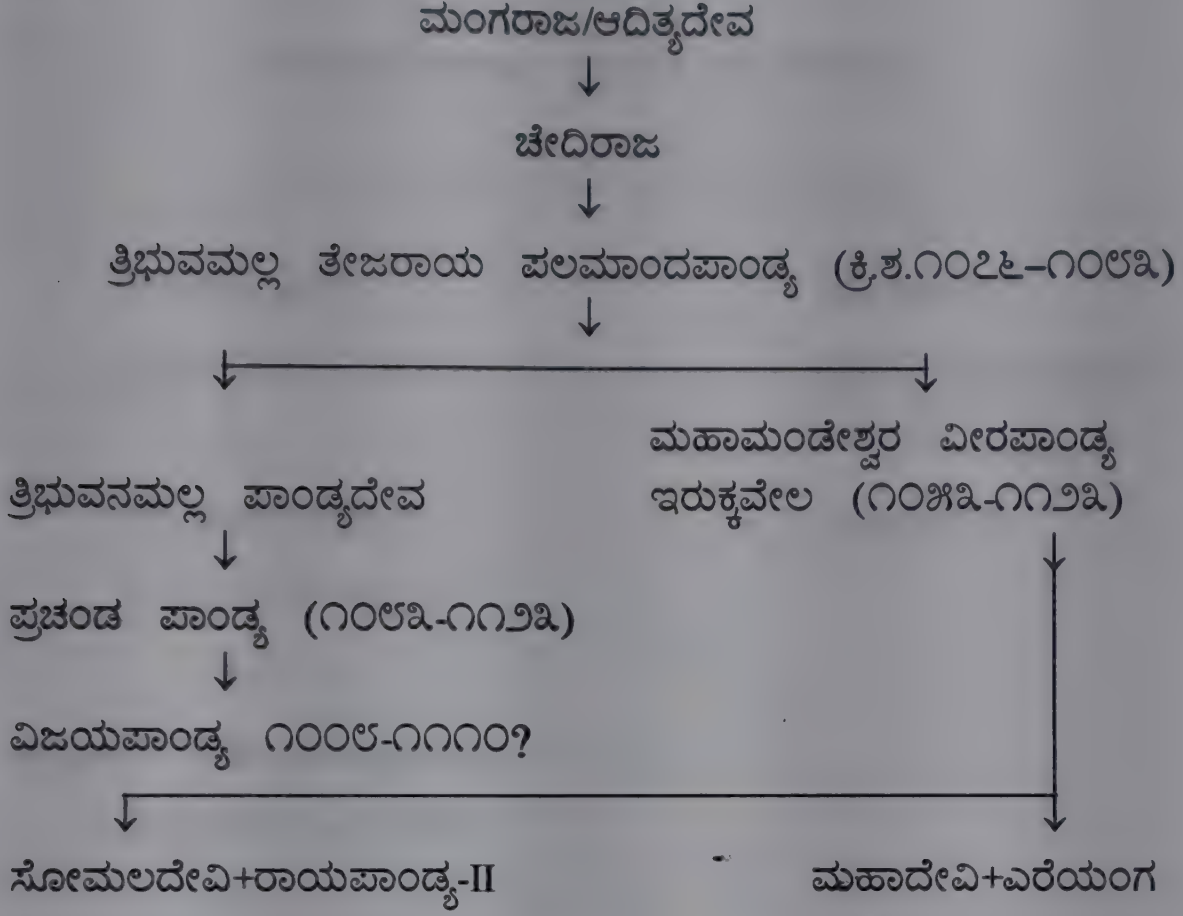 ಮಂಗರಾಜ/ಆದಿತ್ಯದೇವ
ಚೇದಿರಾಜ
ತ್ರಿಭುವಮಲ್ಲ ತೇಜರಾಯ ಪಲಮಾಂದಪಾಂಡ್ಯ (ಕ್ರಿ.ಶ.೧೦೭೬–೧೦೮೩)
ಮಹಾಮಂಡೇಶ್ವರ ವೀರಪಾಂಡ್ಯ
ಇರುಕ್ಕವೇಲ (೧೦೫೩-೧೧೨೩)
ತ್ರಿಭುವನಮಲ್ಲ ಪಾಂಡ್ಯದೇವ
ಪ್ರಚಂಡ ಪಾಂಡ್ಯ (೧೦೮೩-೧೧೨೩)
ವಿಜಯಪಾಂಡ್ಯ ೧೦೦೮-೧೧೧೦?
ಸೋಮಲದೇವಿ+ರಾಯಪಾಂಡ್ಯ-II
ಮಹಾದೇವಿ+ಎರೆಯಂಗ